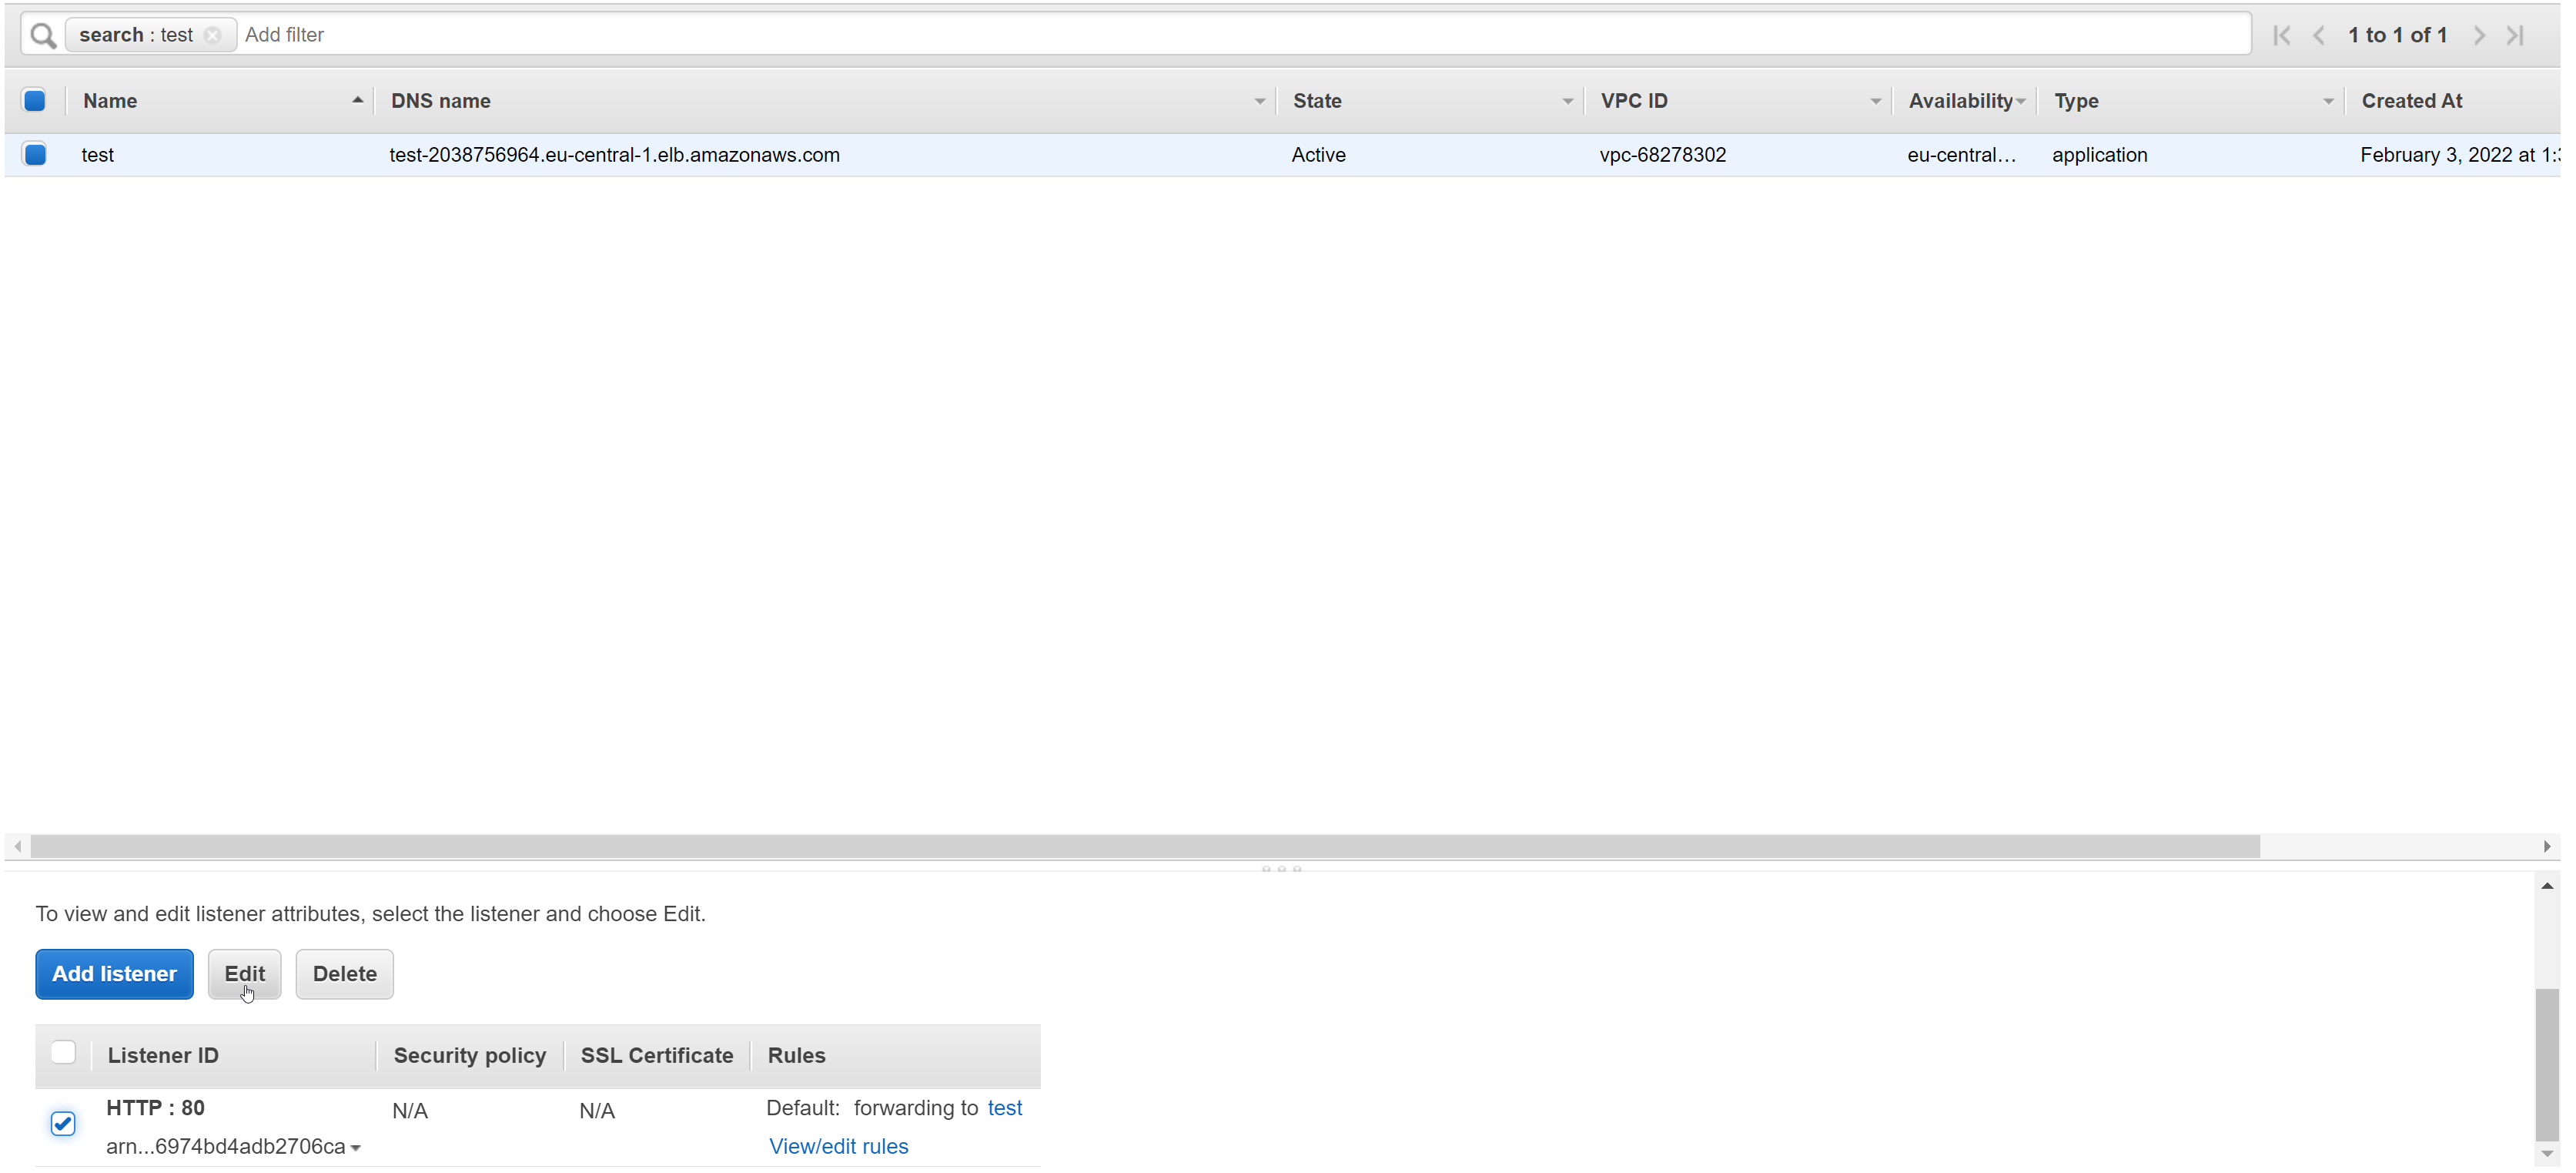 search : test Add filter 1 to 1 of 1
Name DNS name State VPC ID Availability Type Created At
test test-2038756964.eu-central-1.elb.amazonaws.com Active vpc-68278302 eu-central... application February 3, 2022 at 1:
To view and edit listener attributes, select the listener and choose Edit.
Add listener Edit Delete
Listener ID Security policy SSL Certificate Rules
HTTP : 80 N/A N/A Default: forwarding to test
arn...6974bd4adb2706ca View/edit rules